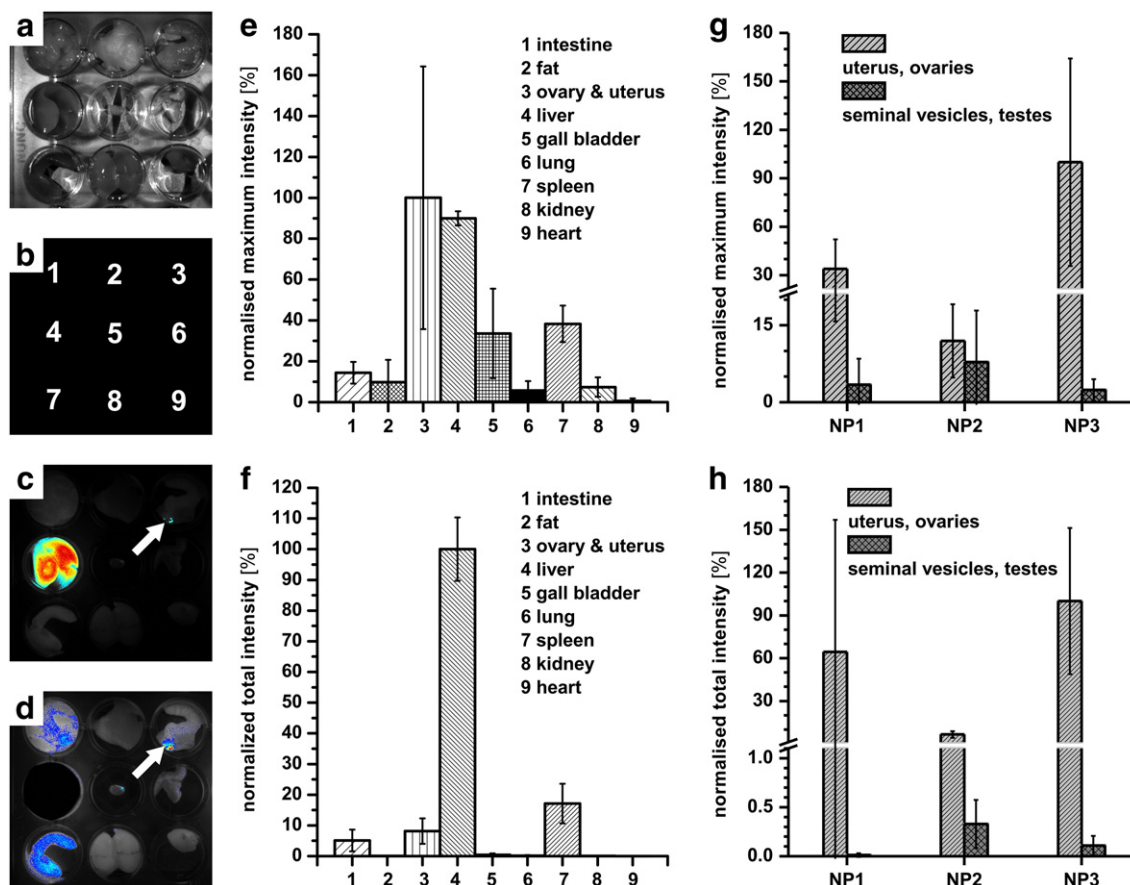 a
NUNC
b
1 2 3
4 5 6
7 8 9
c
d
e
normalised maximum intensity [%]
180
160
140
120
100
80
60
40
20
0
1 intestine
2 fat
3 ovary & uterus
4 liver
5 gall bladder
6 lung
7 spleen
8 kidney
9 heart
1 2 3 4 5 6 7 8 9
f
normalized total intensity [%]
120
110
100
90
80
70
60
50
40
30
20
10
0
1 intestine
2 fat
3 ovary & uterus
4 liver
5 gall bladder
6 lung
7 spleen
8 kidney
9 heart
1 2 3 4 5 6 7 8 9
g
normalised maximum intensity [%]
180
150
120
90
60
30
15
0
uterus, ovaries
seminal vesicles, testes
NP1 NP2 NP3
h
normalised total intensity [%]
180
150
120
90
60
30
1.0
0.5
0.0
uterus, ovaries
seminal vesicles, testes
NP1 NP2 NP3